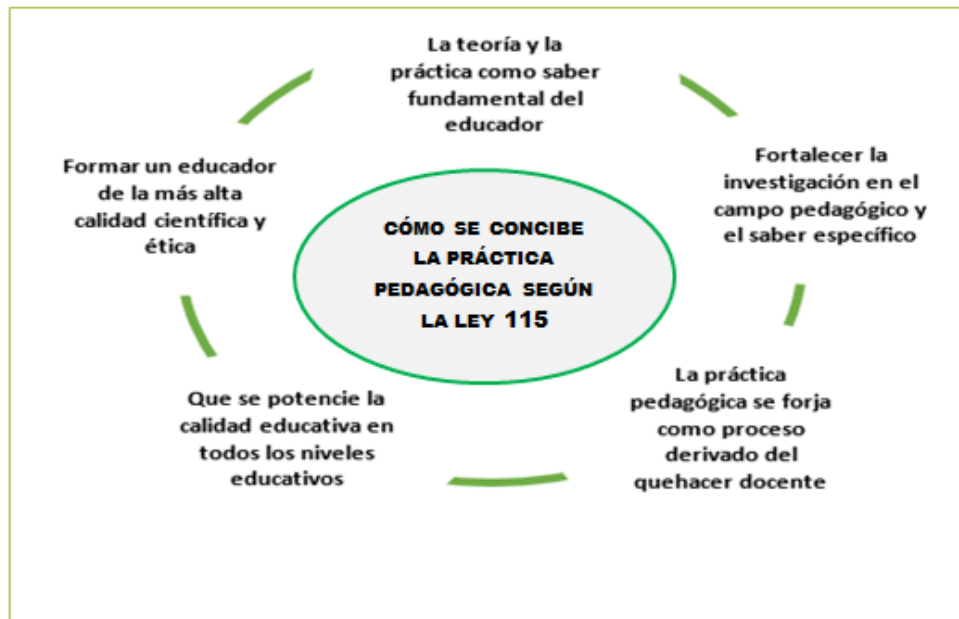 La teoría y la
práctica como saber
fundamental del
educador
Fortalecer la
investigación en el
campo pedagógico y
el saber específico
La práctica
pedagógica se forja
como proceso
derivado del
quehacer docente
Que se potencie la
calidad educativa en
todos los niveles
educativos
Formar un educador
de la más alta
calidad científica y
ética
CÓMO SE CONCIBE
LA PRÁCTICA
PEDAGÓGICA SEGÚN
LA LEY 115